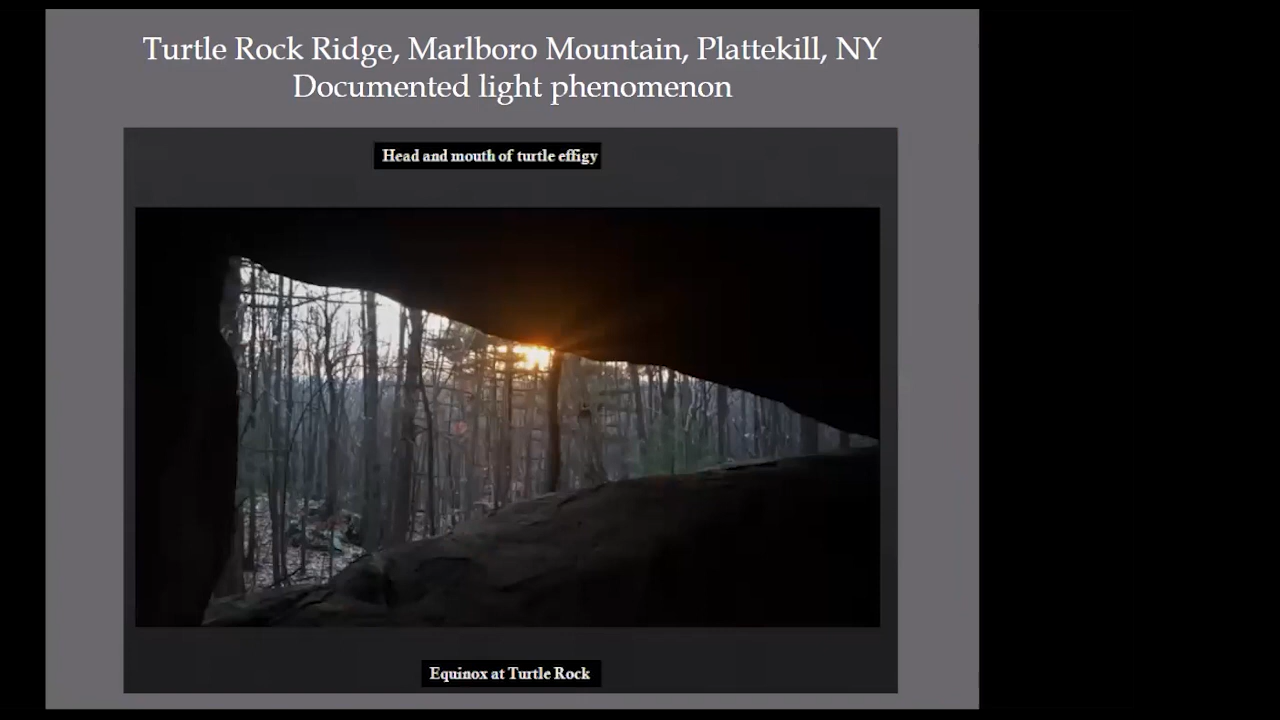 Turtle Rock Ridge, Marlboro Mountain, Plattekill, NY
Documented light phenomenon
Head and mouth of turtle effigy
Equinox at Turtle Rock